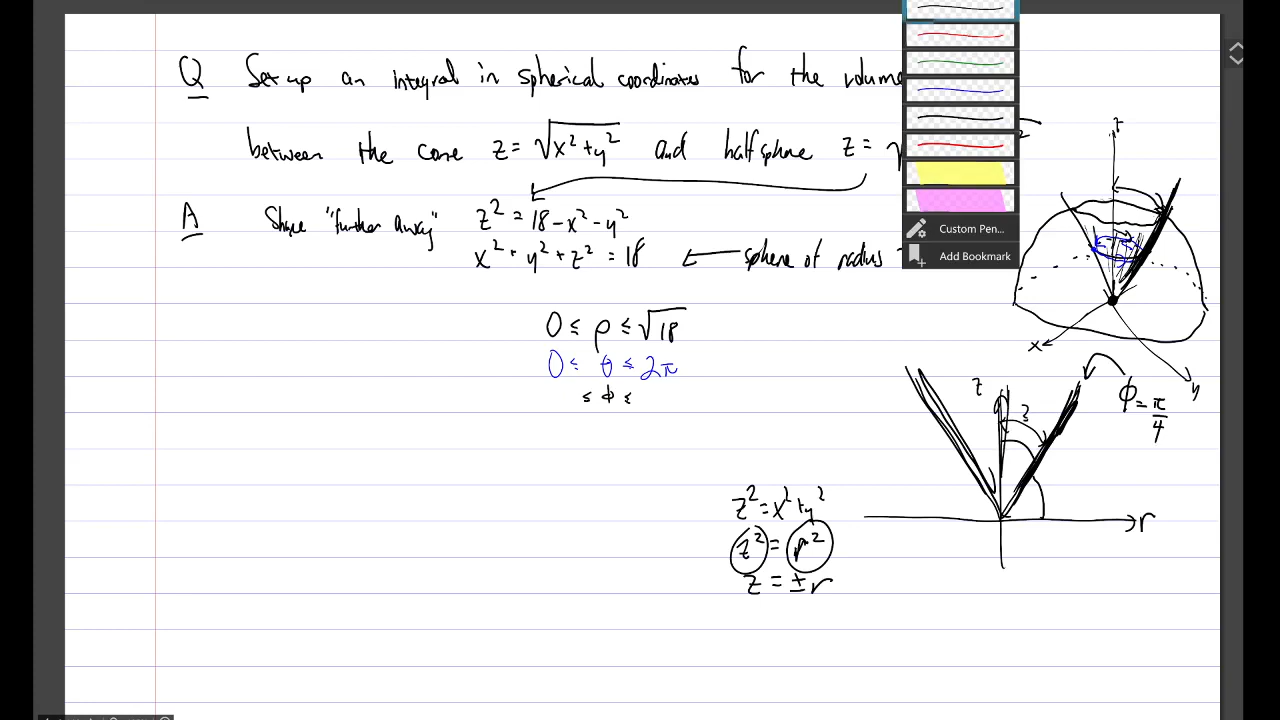 Q Set up an integral in spherical coordinates for the volume
between the cone z = √x²+y² and half sphere z = √
A Shape "further away" z² = 18 - x² - y²
x² + y² + z² = 18 ← sphere of radius
0 ≤ ρ ≤ √18
0 ≤ θ ≤ 2π
≤ φ ≤
z² = x² + y²
z² = r²
z = ± r
z
x
y
z
r
φ = π/4
Custom Pen...
Add Bookmark